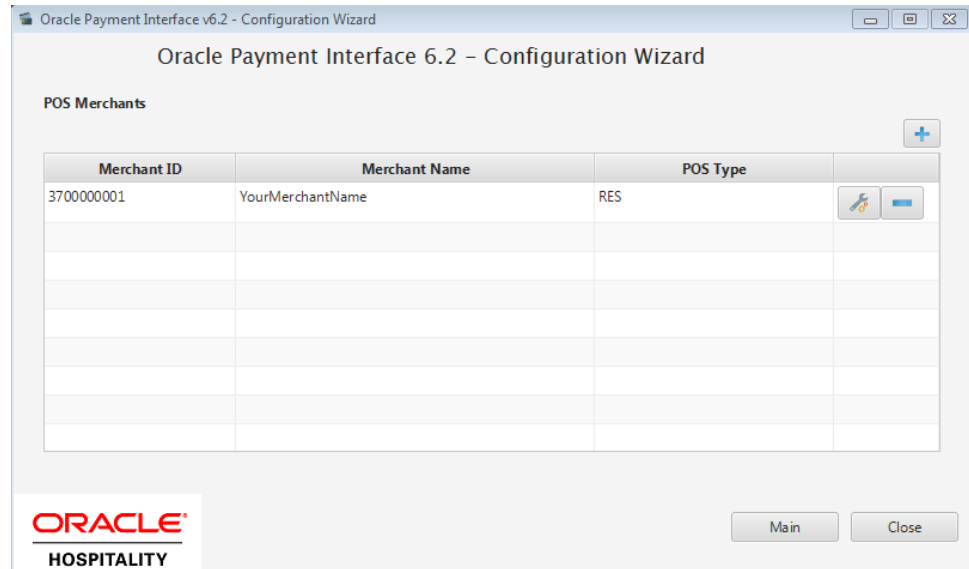 Oracle Payment Interface v6.2 - Configuration Wizard
Oracle Payment Interface 6.2 – Configuration Wizard
POS Merchants
Merchant ID Merchant Name POS Type
3700000001 YourMerchantName RES
ORACLE®
HOSPITALITY
Main Close